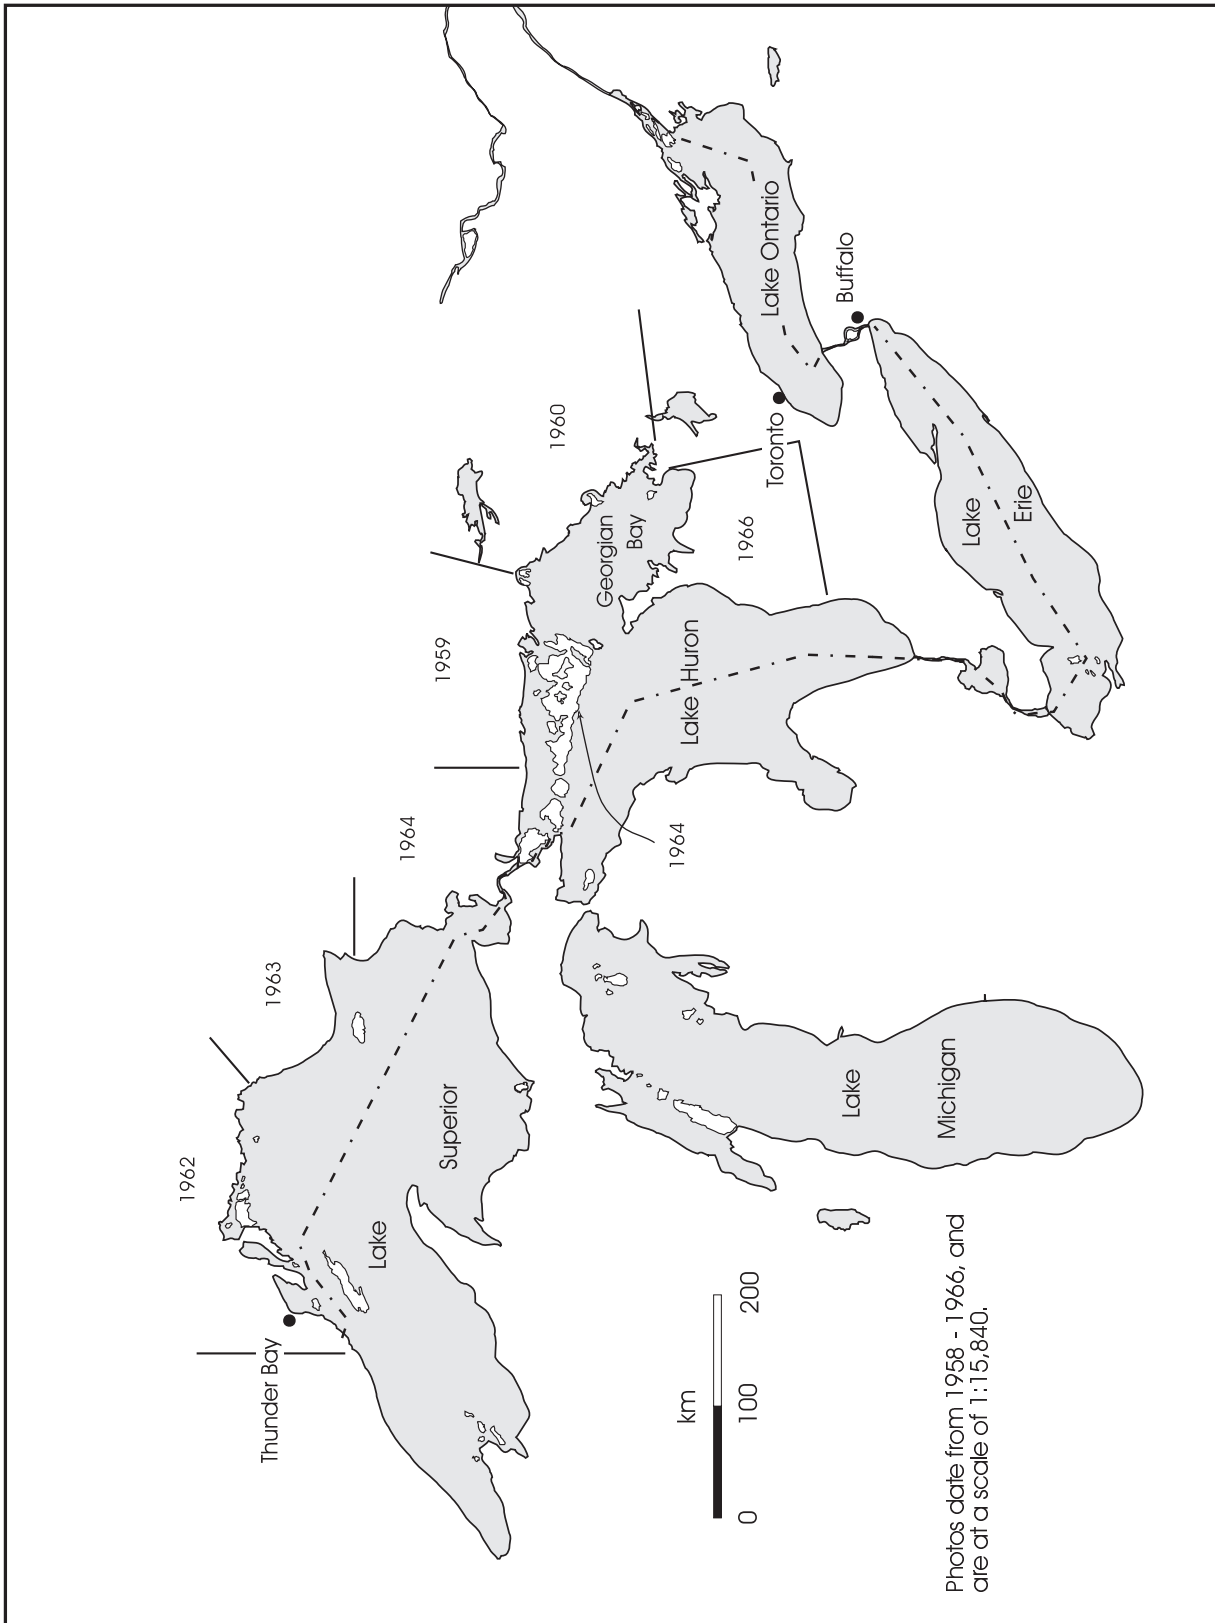 Thunder Bay
1962
1963
1964
1959
1960
Lake
Superior
Georgian
Bay
1966
Toronto
Lake Ontario
Buffalo
1964
Lake Huron
Lake
Erie
Lake
Michigan
km
0 100 200
Photos date from 1958 - 1966, and
are at a scale of 1:15,840.